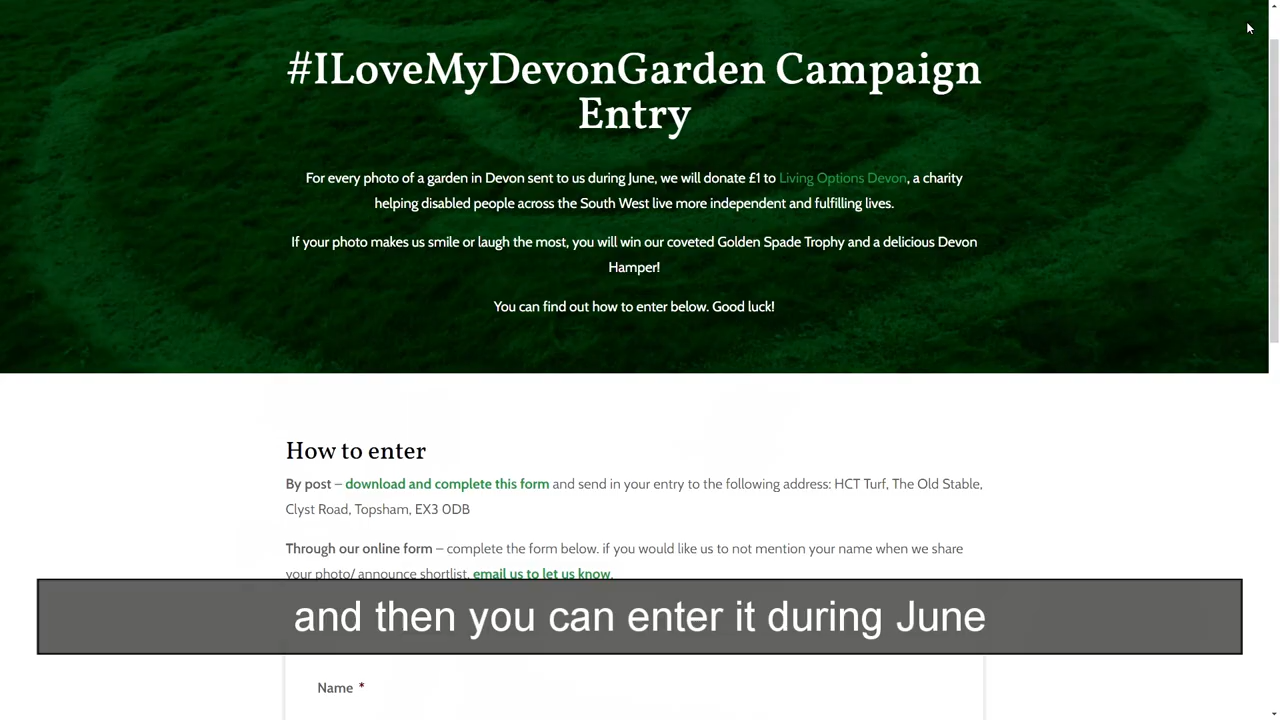 #ILoveMyDevonGarden Campaign
Entry
For every photo of a garden in Devon sent to us during June, we will donate £1 to Living Options Devon, a charity
helping disabled people across the South West live more independent and fulfilling lives.
If your photo makes us smile or laugh the most, you will win our coveted Golden Spade Trophy and a delicious Devon
Hamper!
You can find out how to enter below. Good luck!
How to enter
By post – download and complete this form and send in your entry to the following address: HCT Turf, The Old Stable,
Clyst Road, Topsham, EX3 0DB
Through our online form – complete the form below. if you would like us to not mention your name when we share
your photo/ announce shortlist, email us to let us know.
and then you can enter it during June
Name *